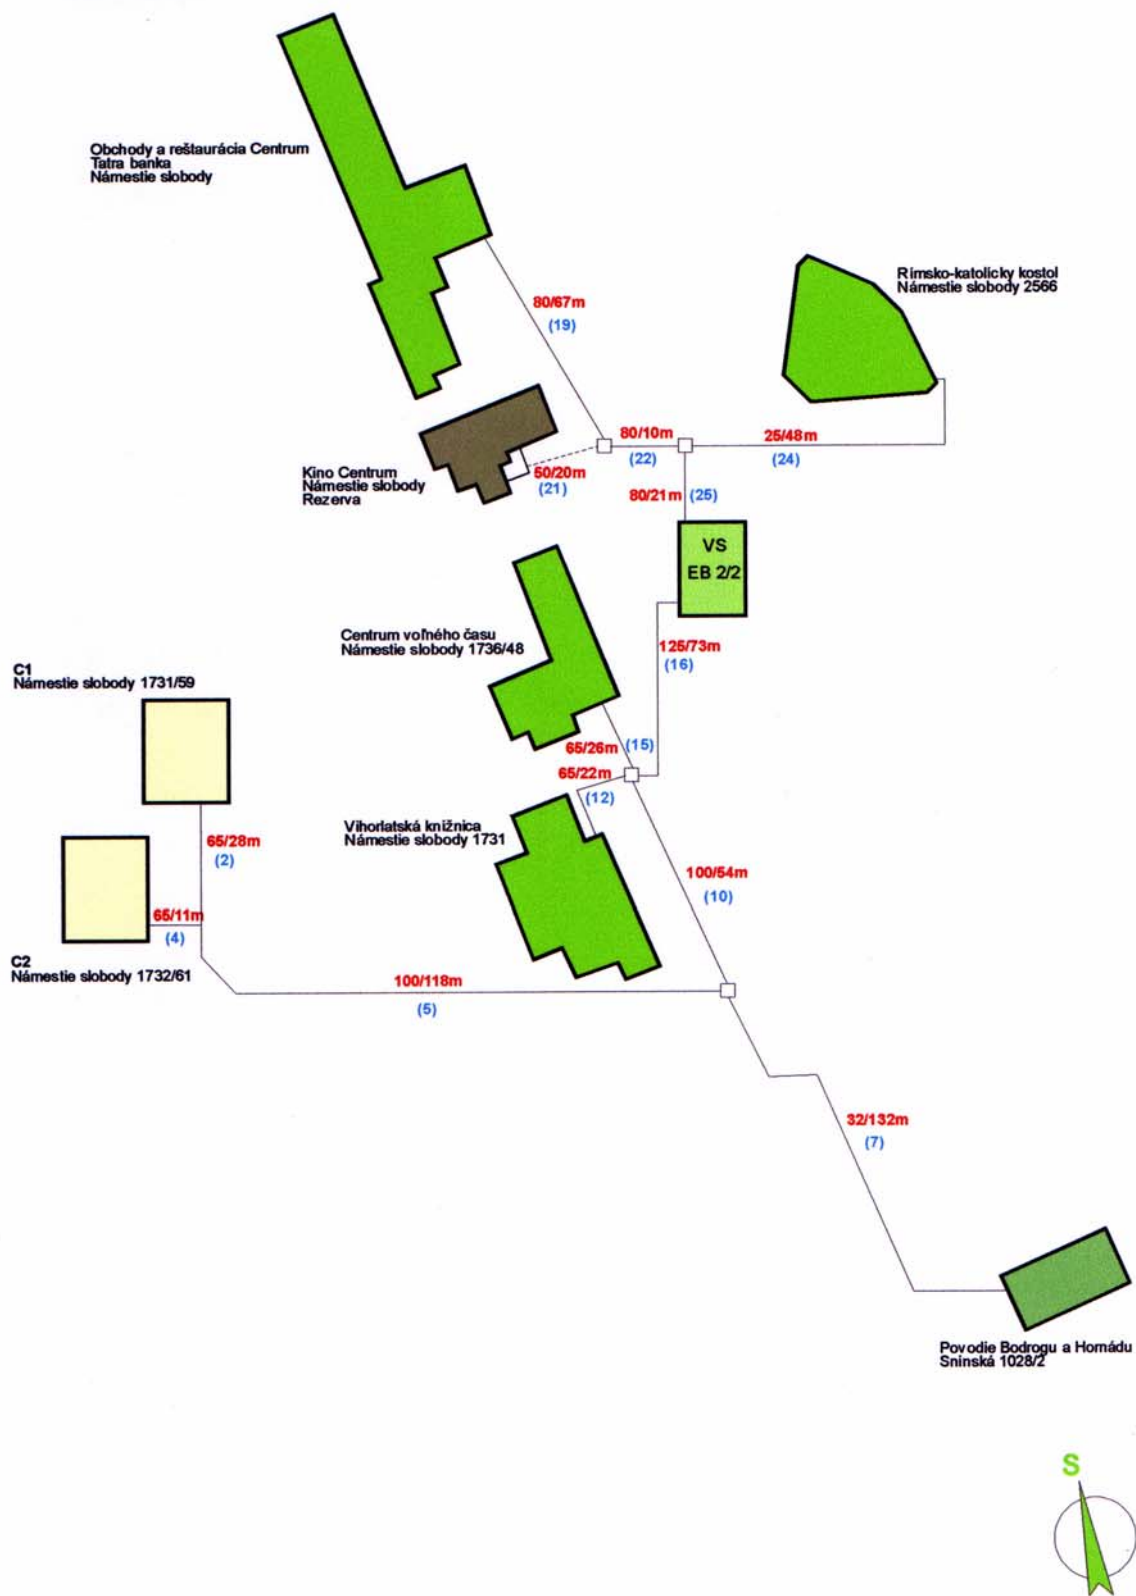 Obchody a reštaurácia Centrum
Tatra banka
Námestie slobody
Rímsko-katolícky kostol
Námestie slobody 2566
80/67m
(19)
80/10m
(22)
25/48m
(24)
Kino Centrum
Námestie slobody
Rezerva
50/20m
(21)
80/21m
(25)
VS
EB 2/2
Centrum voľného času
Námestie slobody 1736/48
125/73m
(16)
C1
Námestie slobody 1731/59
65/26m
(15)
65/22m
(12)
Vihorlatská knižnica
Námestie slobody 1731
65/28m
(2)
100/54m
(10)
65/11m
(4)
C2
Námestie slobody 1732/61
100/118m
(5)
32/132m
(7)
Povodie Bodrogu a Hornádu
Sninská 1028/2
S